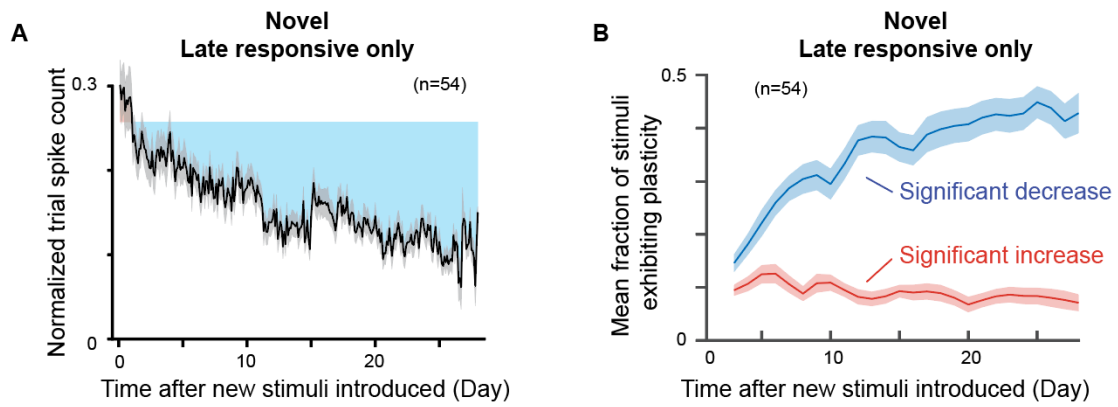 A
Novel
Late responsive only
(n=54)
0.3
0
Normalized trial spike count
0
10
20
Time after new stimuli introduced (Day)
B
Novel
Late responsive only
(n=54)
0.5
0
Mean fraction of stimuli
exhibiting plasticity
Significant decrease
Significant increase
0
10
20
Time after new stimuli introduced (Day)